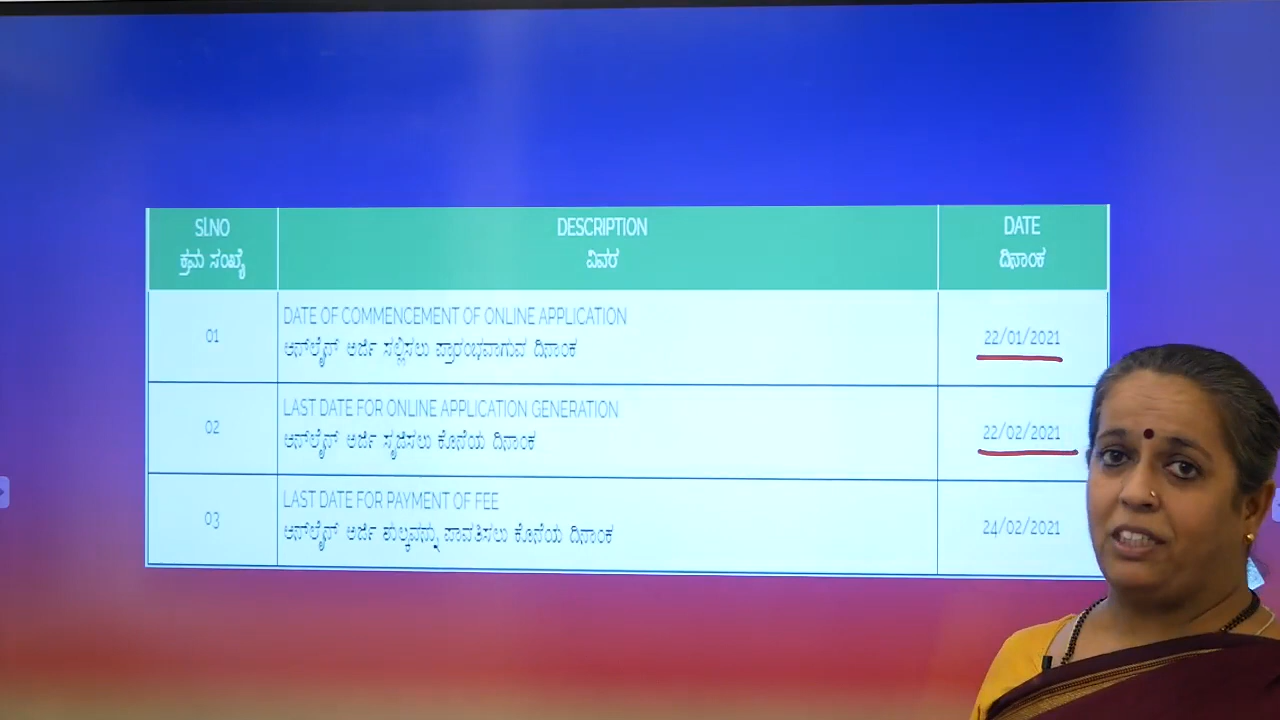 Sl.NO
ಕ್ರಮ ಸಂಖ್ಯೆ
DESCRIPTION
ವಿವರ
DATE
ದಿನಾಂಕ
01
DATE OF COMMENCEMENT OF ONLINE APPLICATION
ಆನ್‌ಲೈನ್ ಅರ್ಜಿ ಸಲ್ಲಿಸಲು ಪ್ರಾರಂಭವಾಗುವ ದಿನಾಂಕ
22/01/2021
02
LAST DATE FOR ONLINE APPLICATION GENERATION
ಆನ್‌ಲೈನ್ ಅರ್ಜಿ ಸೃಜಿಸಲು ಕೊನೆಯ ದಿನಾಂಕ
22/02/2021
03
LAST DATE FOR PAYMENT OF FEE
ಆನ್‌ಲೈನ್ ಅರ್ಜಿ ಶುಲ್ಕವನ್ನು ಪಾವತಿಸಲು ಕೊನೆಯ ದಿನಾಂಕ
24/02/2021